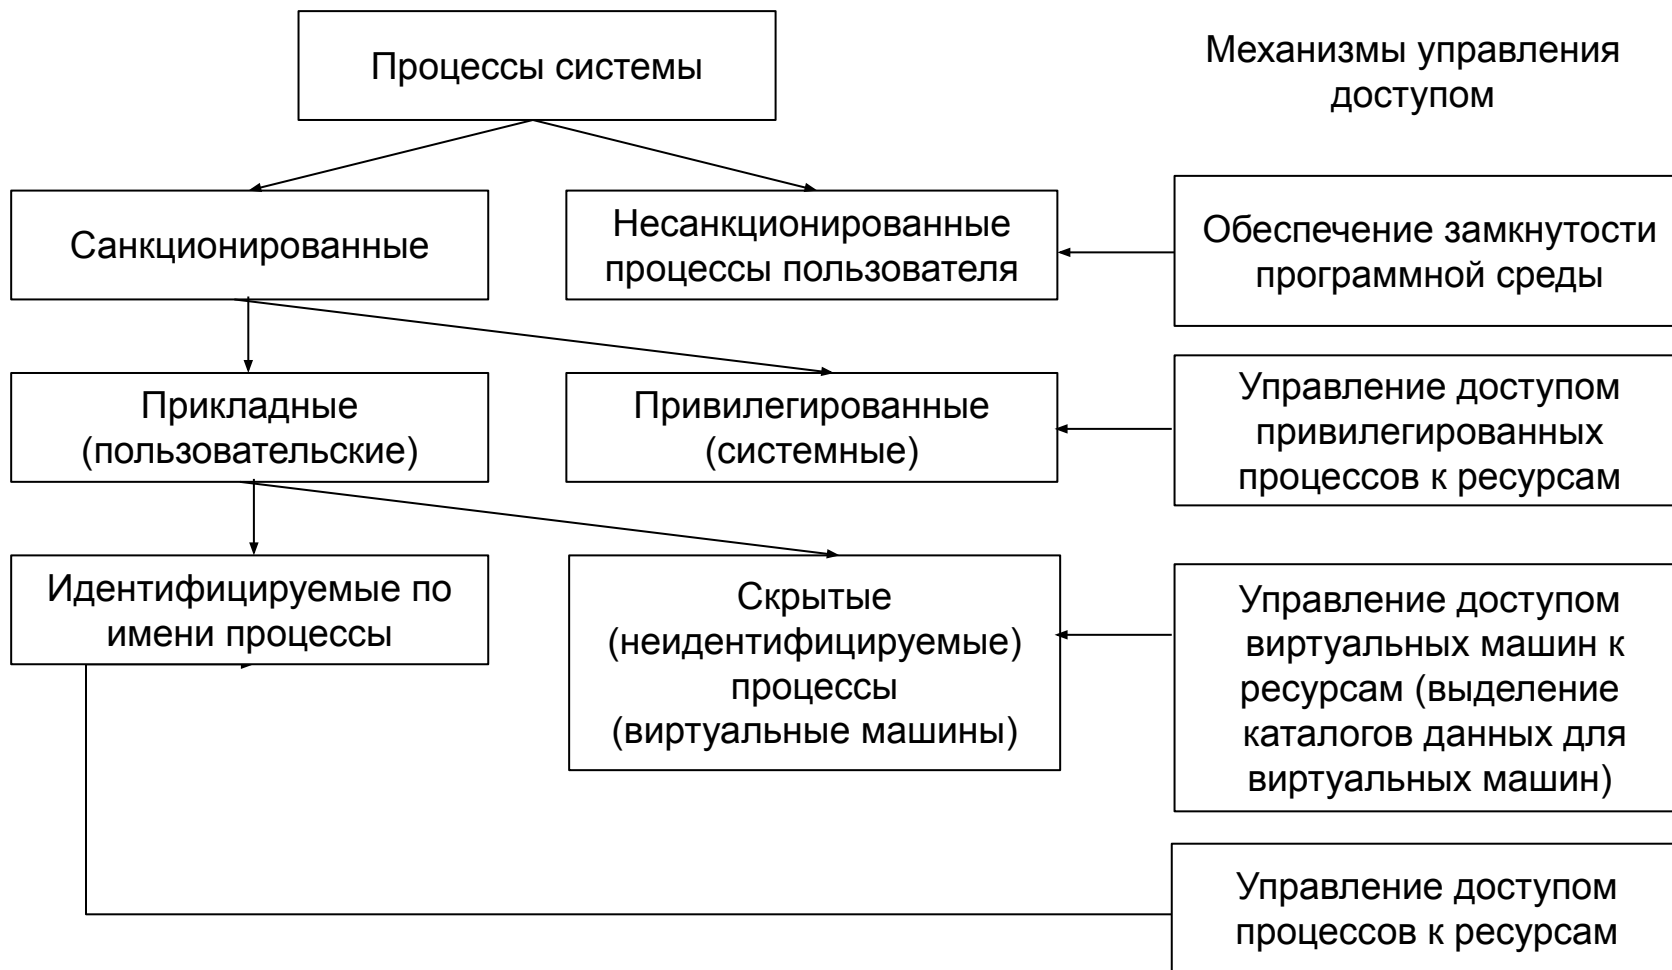 Процессы системы
Механизмы управления
доступом
Санкционированные
Несанкционированные
процессы пользователя
Обеспечение замкнутости
программной среды
Прикладные
(пользовательские)
Привилегированные
(системные)
Управление доступом
привилегированных
процессов к ресурсам
Идентифицируемые по
имени процессы
Скрытые
(неидентифицируемые)
процессы
(виртуальные машины)
Управление доступом
виртуальных машин к
ресурсам (выделение
каталогов данных для
виртуальных машин)
Управление доступом
процессов к ресурсам